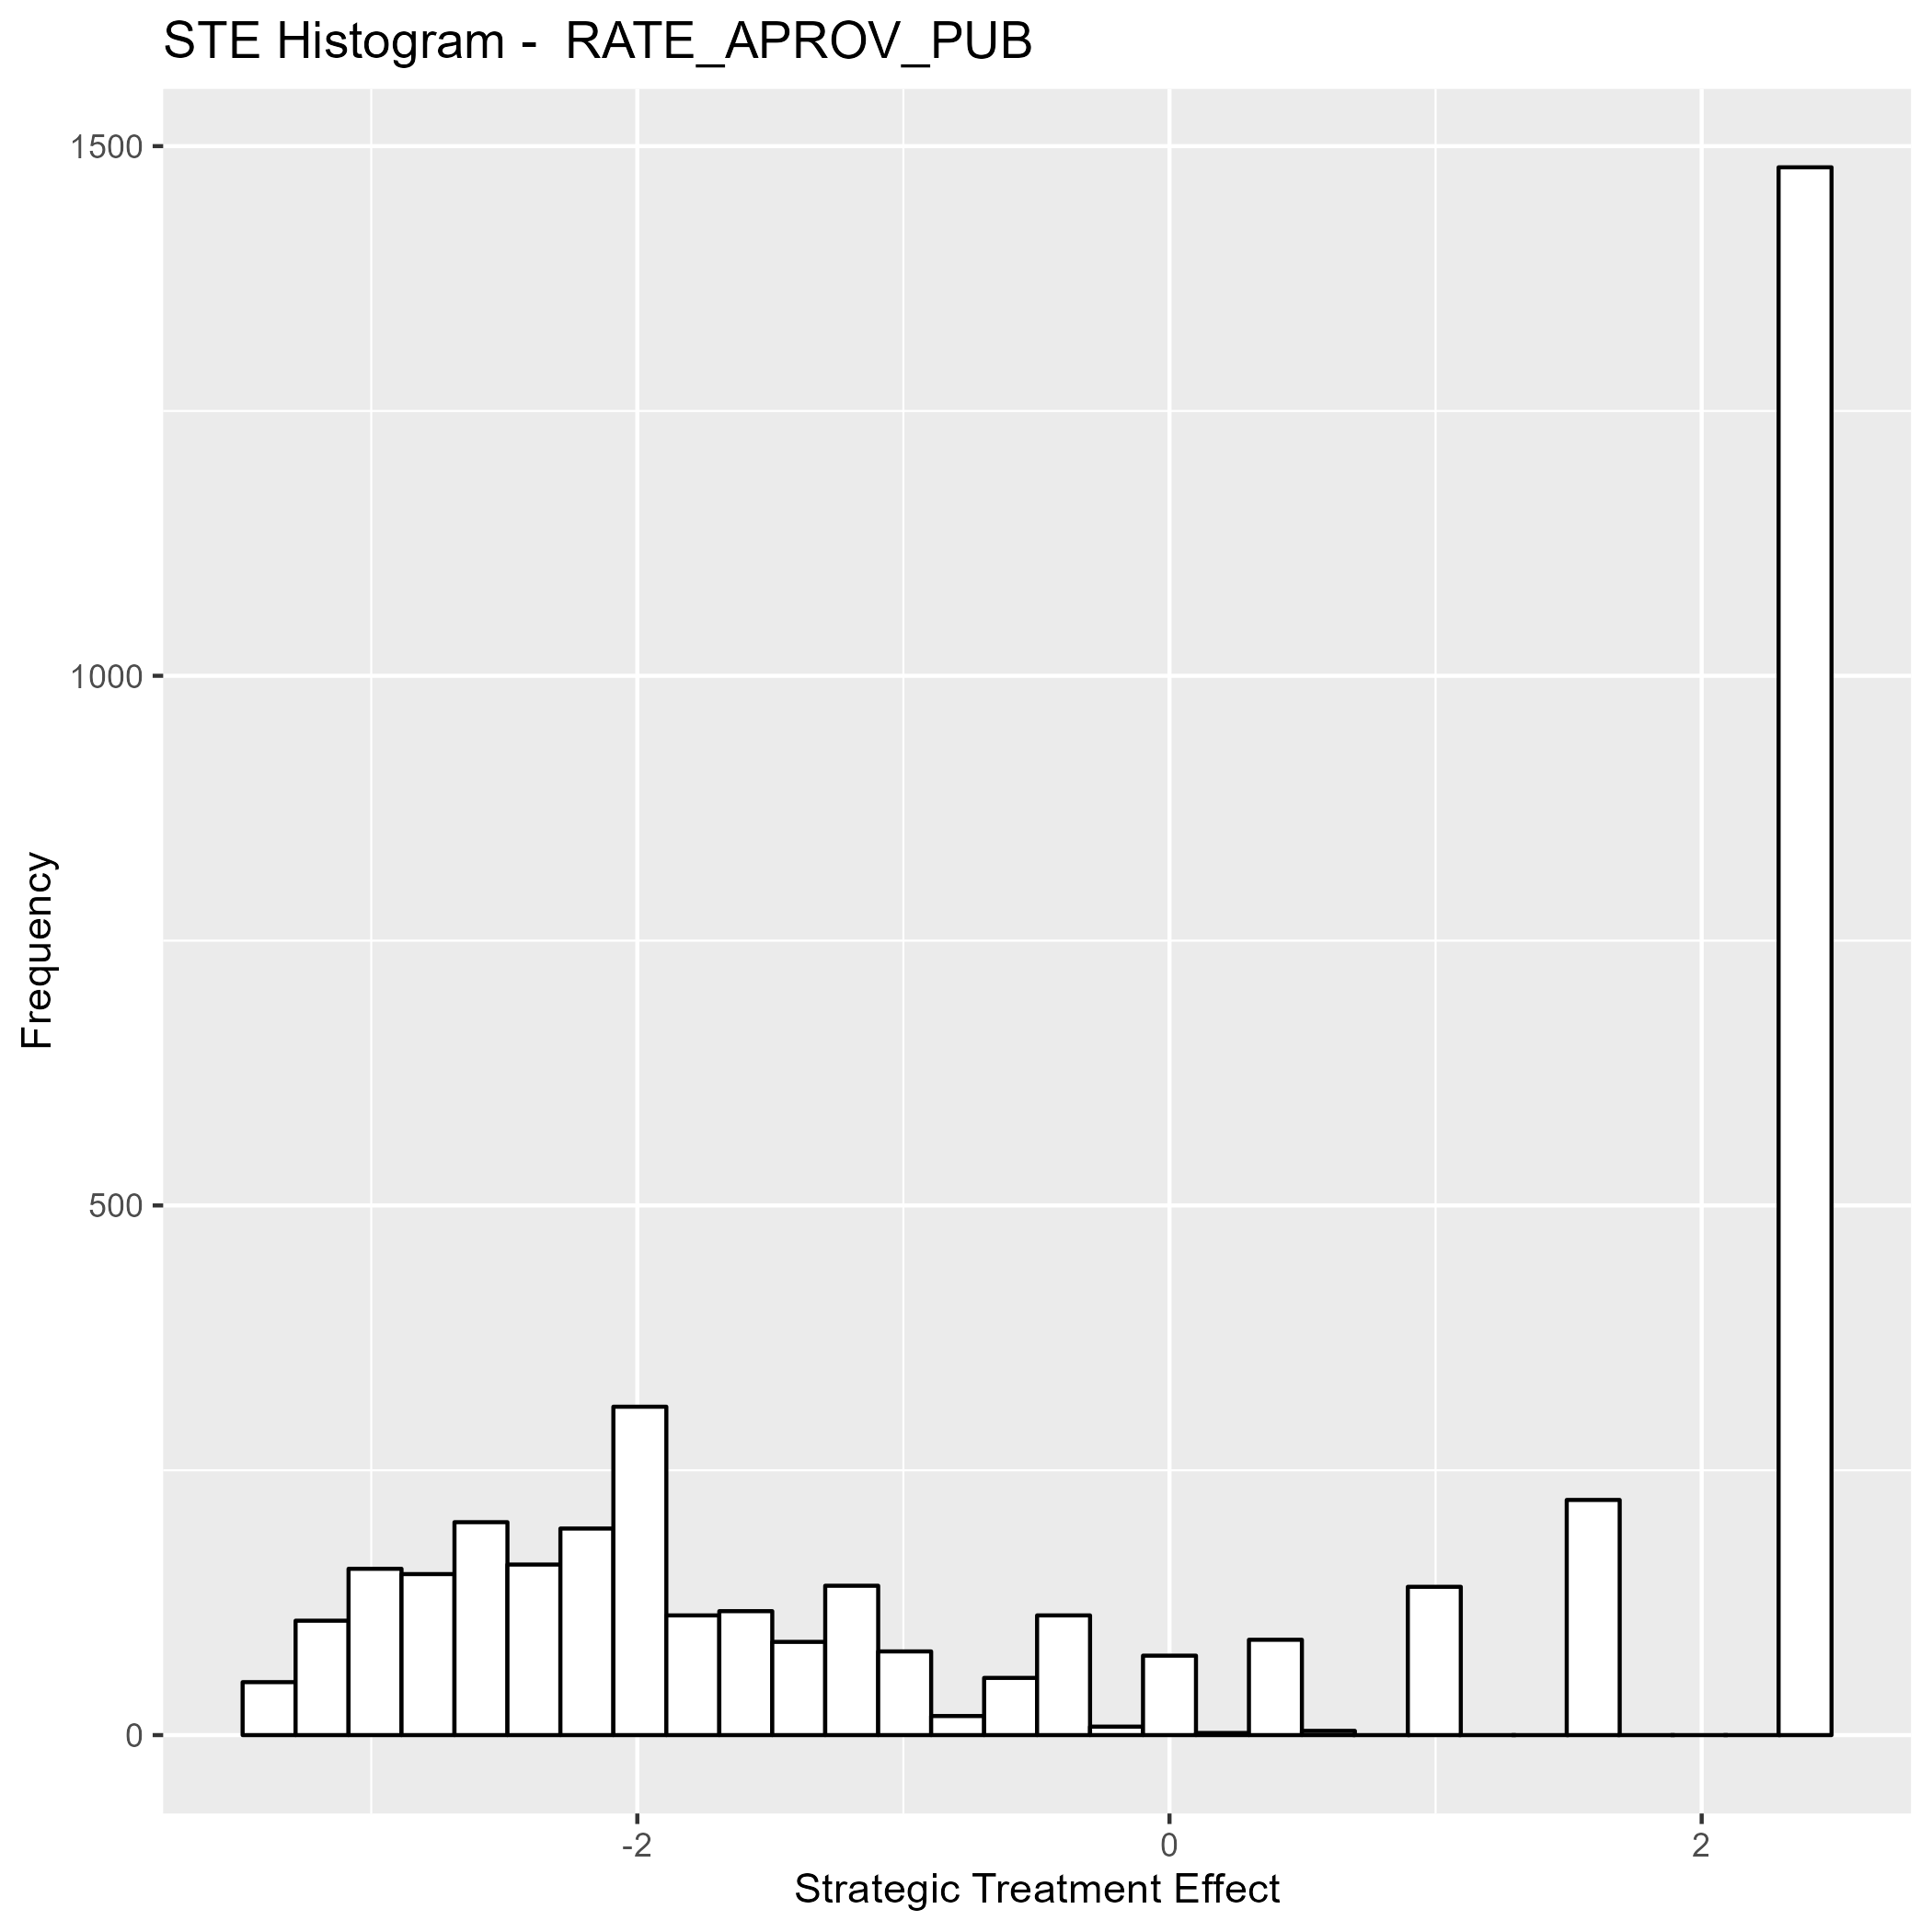 STE Histogram -  RATE_APROV_PUB
1500
1000
500
0
Frequency
-2
0
2
Strategic Treatment Effect